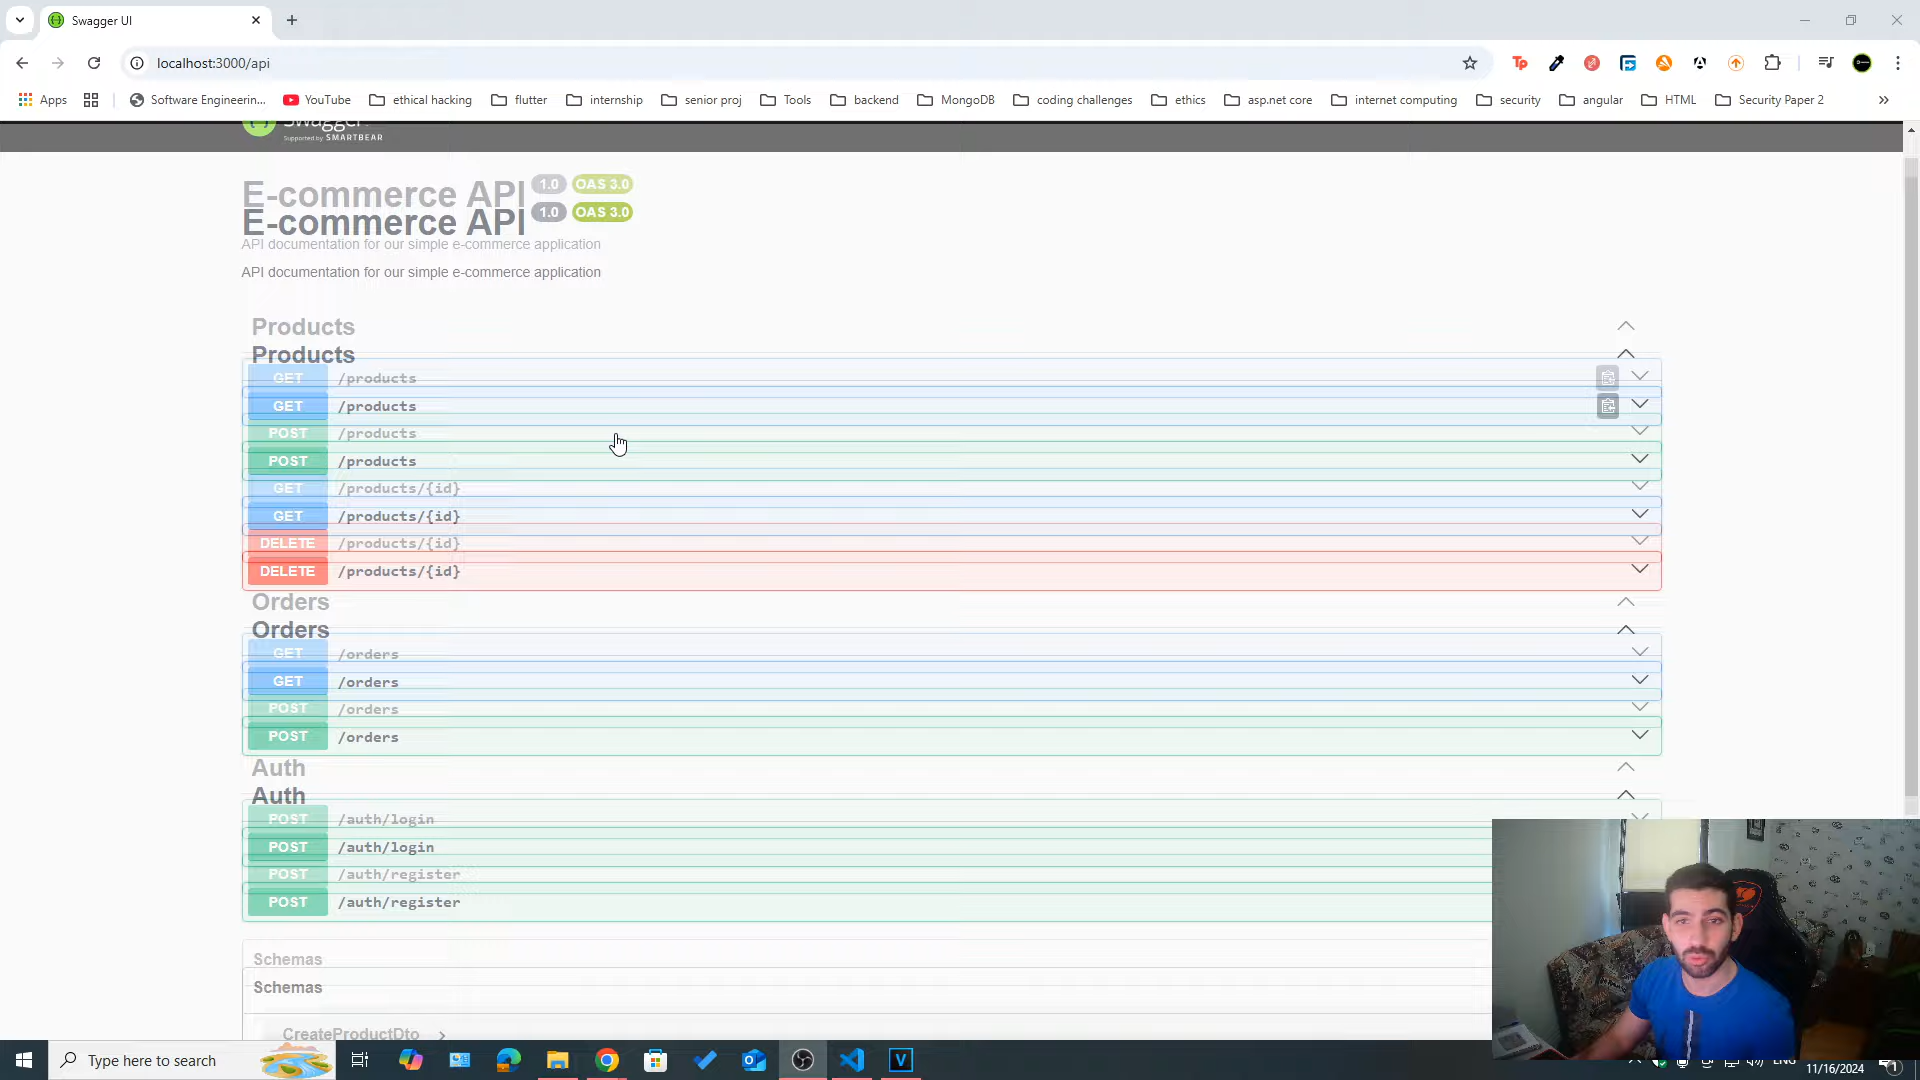 Swagger UI
localhost:3000/api
Apps
Software Engineerin...
YouTube
ethical hacking
flutter
internship
senior proj
Tools
backend
MongoDB
coding challenges
ethics
asp.net core
internet computing
security
angular
HTML
Security Paper 2
Swagger
Supported by SMARTBEAR
E-commerce API 1.0 OAS 3.0
E-commerce API 1.0 OAS 3.0
API documentation for our simple e-commerce application
API documentation for our simple e-commerce application
Products
Products
GET /products
GET /products
POST /products
POST /products
GET /products/{id}
GET /products/{id}
DELETE /products/{id}
DELETE /products/{id}
Orders
Orders
GET /orders
GET /orders
POST /orders
POST /orders
Auth
Auth
POST /auth/login
POST /auth/login
POST /auth/register
POST /auth/register
Schemas
Schemas
CreateProductDto
Type here to search
ENG
11/16/2024